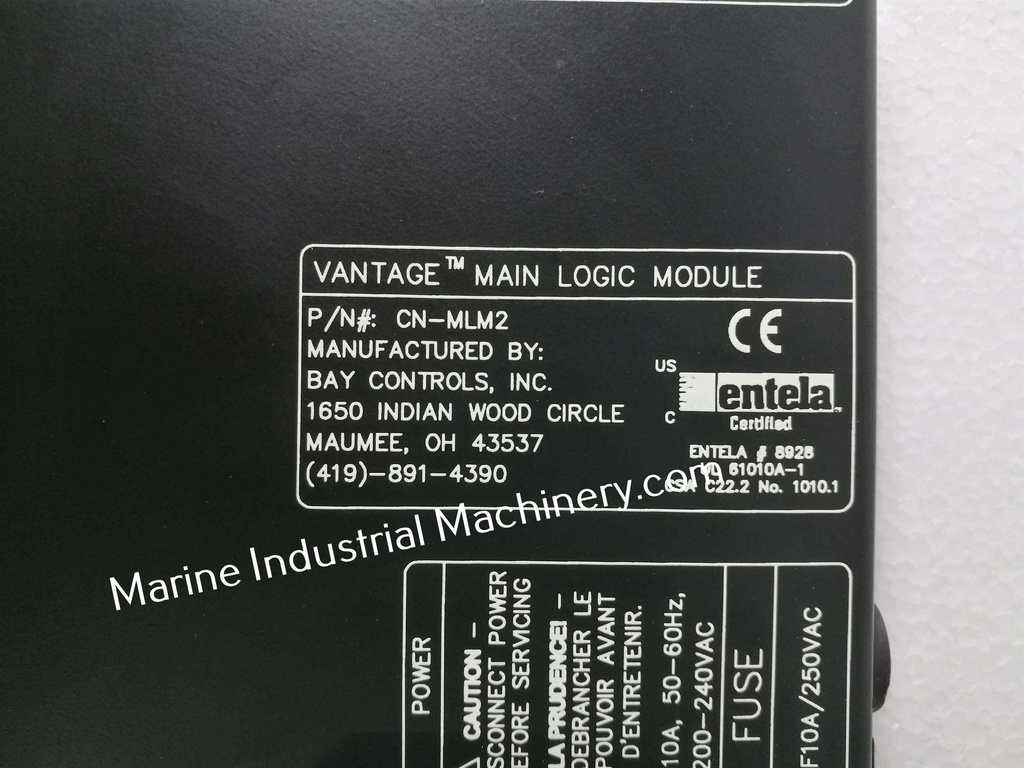 VANTAGE™ MAIN LOGIC MODULE
P/N#: CN-MLM2
MANUFACTURED BY:
BAY CONTROLS, INC.
1650 INDIAN WOOD CIRCLE
MAUMEE, OH 43537
(419)-891-4390
CE
US
entela
C
Certified
ENTELA # 8928
61010A-1
C22.2 No. 1010.1
Marine Industrial Machinery.com
POWER
CAUTION -
SCONNECT POWER
EFORE SERVICING
LA PRUDENCE! -
DEBRANCHER LE
POUVOIR AVANT
D'ENTRETENIR.
10A, 50-60Hz,
200-240VAC
FUSE
F10A/250VAC